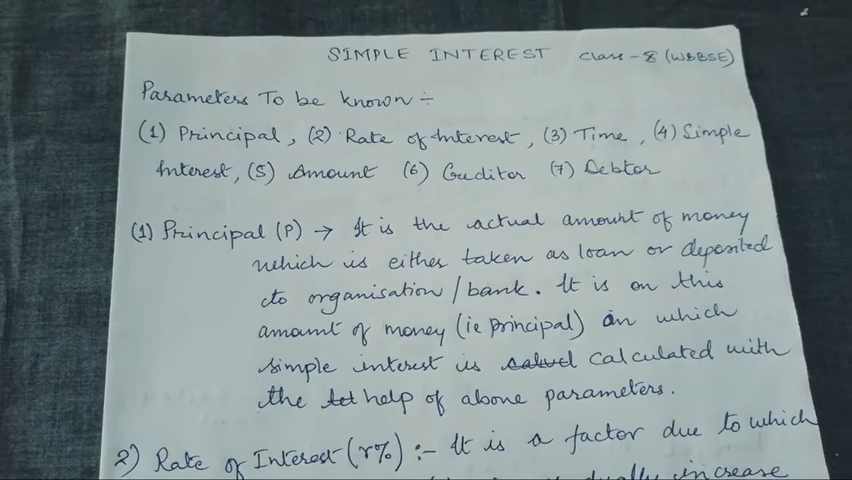 SIMPLE INTEREST Class - 8 (WBBSE)
Parameters To be known :-
(1) Principal, (2) Rate of Interest, (3) Time, (4) Simple
Interest, (5) Amount (6) Creditor (7) Debtor
(1) Principal (P) → It is the actual amount of money
which is either taken as loan or deposited
to organisation/bank. It is on this
amount of money (ie principal) on which
simple interest is calculated with
the help of above parameters.
2) Rate of Interest (r%) :- It is a factor due to which
increase